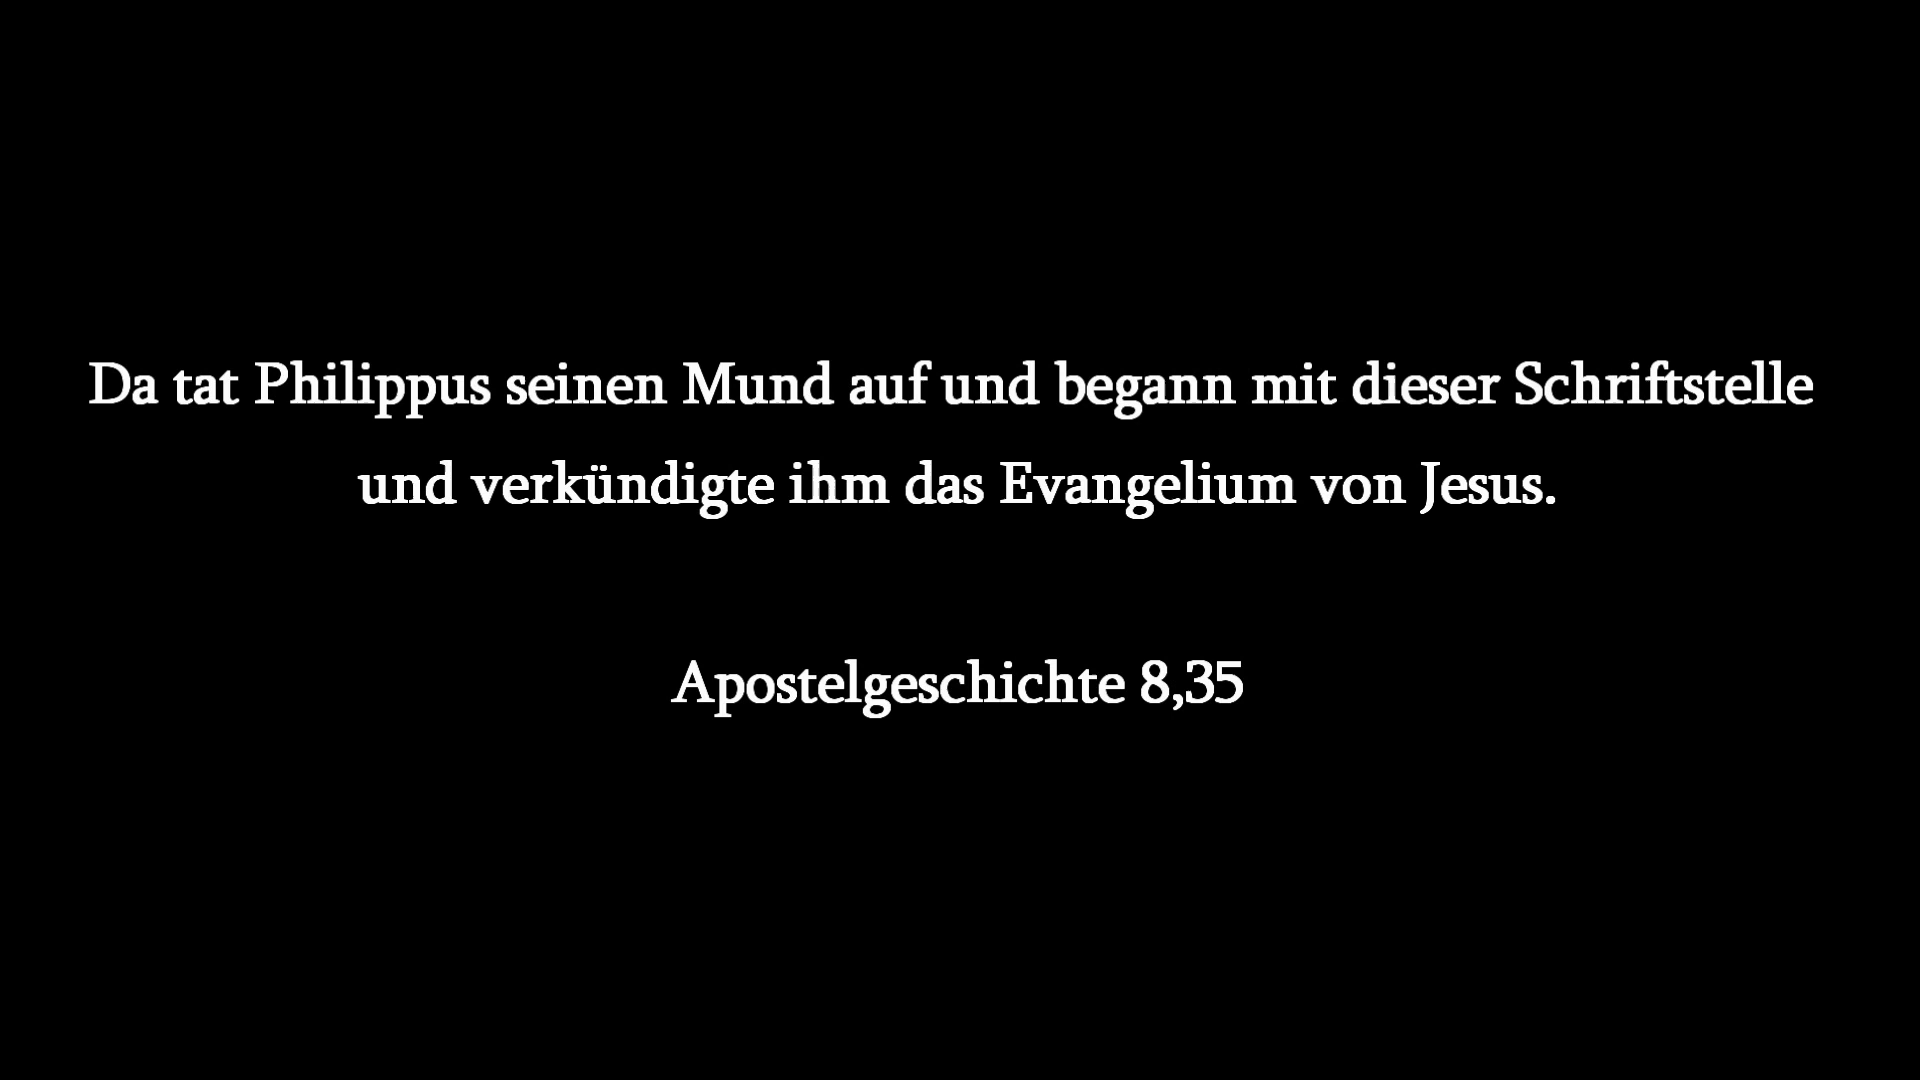 Da tat Philippus seinen Mund auf und begann mit dieser Schriftstelle
und verkündigte ihm das Evangelium von Jesus.
Apostelgeschichte 8,35